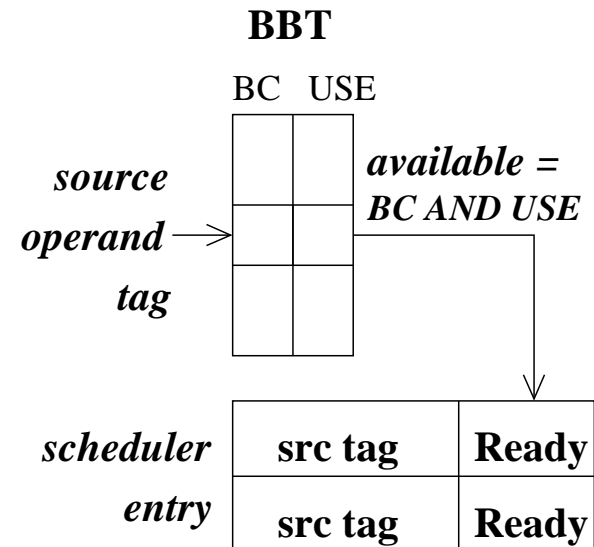 BBT
BC USE
source
operand
tag
available =
BC AND USE
scheduler
entry
src tag Ready
src tag Ready